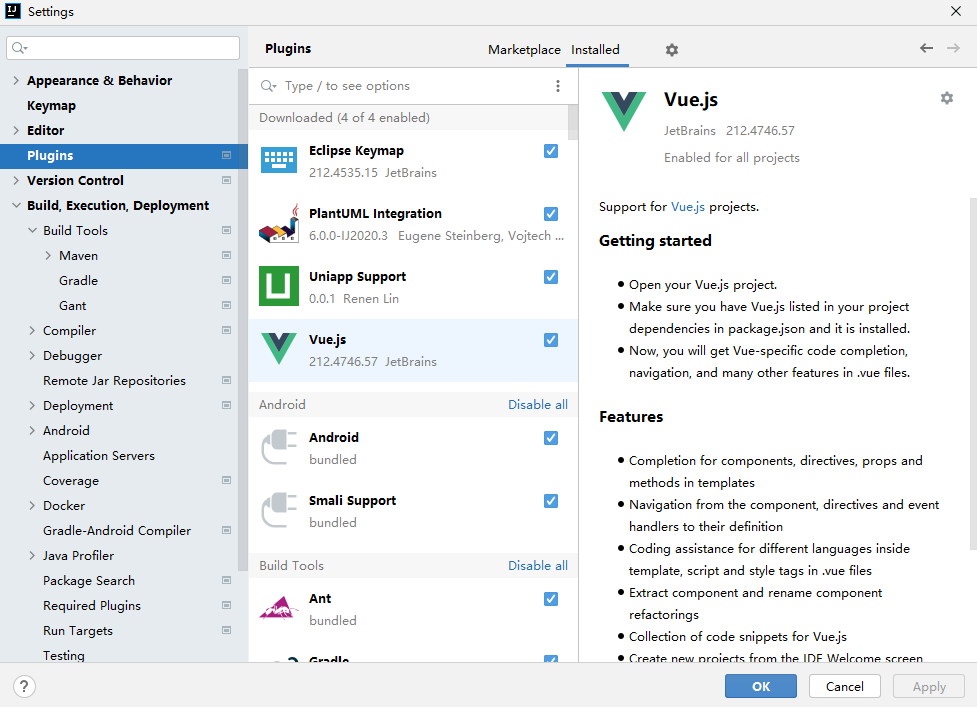 Settings
Appearance & Behavior
Keymap
Editor
Plugins
Version Control
Build, Execution, Deployment
Build Tools
Maven
Gradle
Gant
Compiler
Debugger
Remote Jar Repositories
Deployment
Android
Application Servers
Coverage
Docker
Gradle-Android Compiler
Java Profiler
Package Search
Required Plugins
Run Targets
Testing
Plugins
Marketplace
Installed
Type / to see options
Downloaded (4 of 4 enabled)
Eclipse Keymap
212.4535.15 JetBrains
PlantUML Integration
6.0.0-IJ2020.3 Eugene Steinberg, Vojtech ...
Uniapp Support
0.0.1 Renen Lin
Vue.js
212.4746.57 JetBrains
Android Disable all
Android
bundled
Smali Support
bundled
Build Tools Disable all
Ant
bundled
Gradle
Vue.js
JetBrains 212.4746.57
Enabled for all projects
Support for Vue.js projects.
Getting started
Open your Vue.js project.
Make sure you have Vue.js listed in your project
dependencies in package.json and it is installed.
Now, you will get Vue-specific code completion,
navigation, and many other features in .vue files.
Features
Completion for components, directives, props and
methods in templates
Navigation from the component, directives and event
handlers to their definition
Coding assistance for different languages inside
template, script and style tags in .vue files
Extract component and rename component
refactorings
Collection of code snippets for Vue.js
Create new projects from the IDE Welcome screen
?
OK
Cancel
Apply